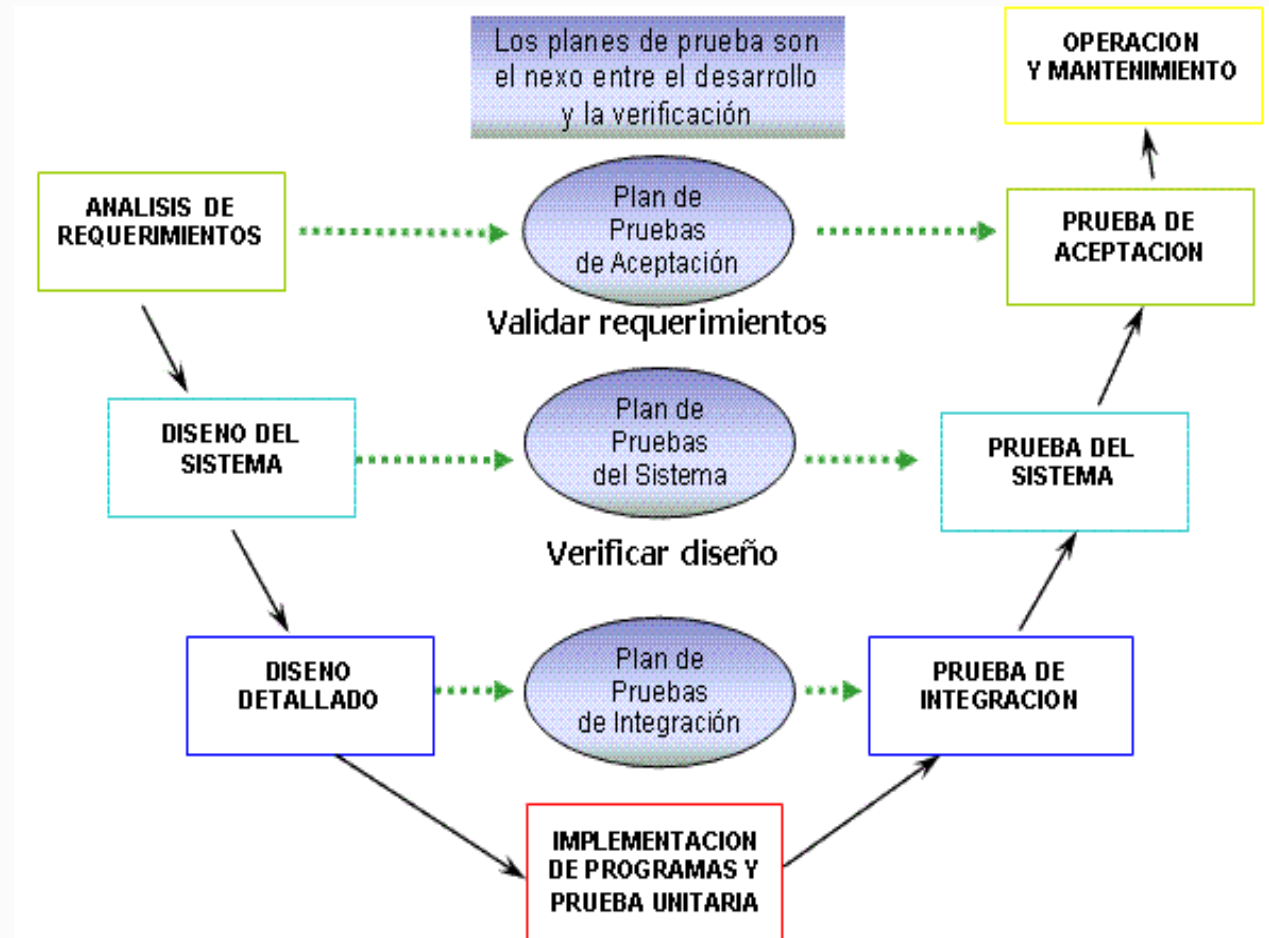 Los planes de prueba son
el nexo entre el desarrollo
y la verificación
OPERACION
Y MANTENIMIENTO
ANALISIS DE
REQUERIMIENTOS
Plan de
Pruebas
de Aceptación
PRUEBA DE
ACEPTACION
Validar requerimientos
DISENO DEL
SISTEMA
Plan de
Pruebas
del Sistema
PRUEBA DEL
SISTEMA
Verificar diseño
DISENO
DETALLADO
Plan de
Pruebas
de Integración
PRUEBA DE
INTEGRACION
IMPLEMENTACION
DE PROGRAMAS Y
PRUEBA UNITARIA